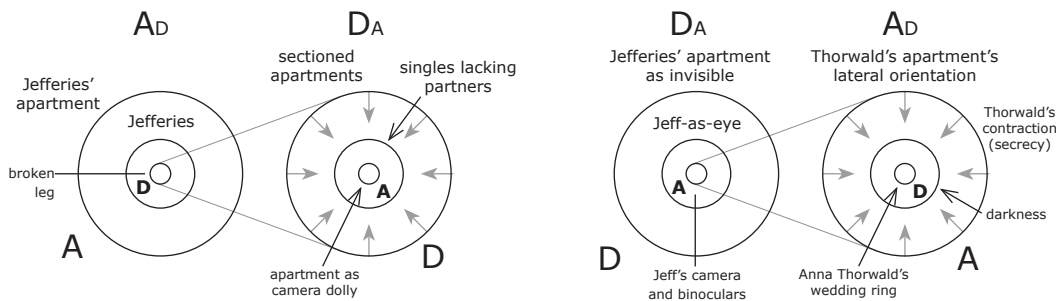 AD
DA
Jefferies'
apartment
sectioned
apartments
singles lacking
partners
Jefferies
broken
leg
D
A
A
D
apartment as
camera dolly
DA
AD
Jefferies' apartment
as invisible
Thorwald's apartment's
lateral orientation
Jeff-as-eye
Thorwald's
contraction
(secrecy)
A
D
darkness
D
A
Jeff's camera
and binoculars
Anna Thorwald's
wedding ring